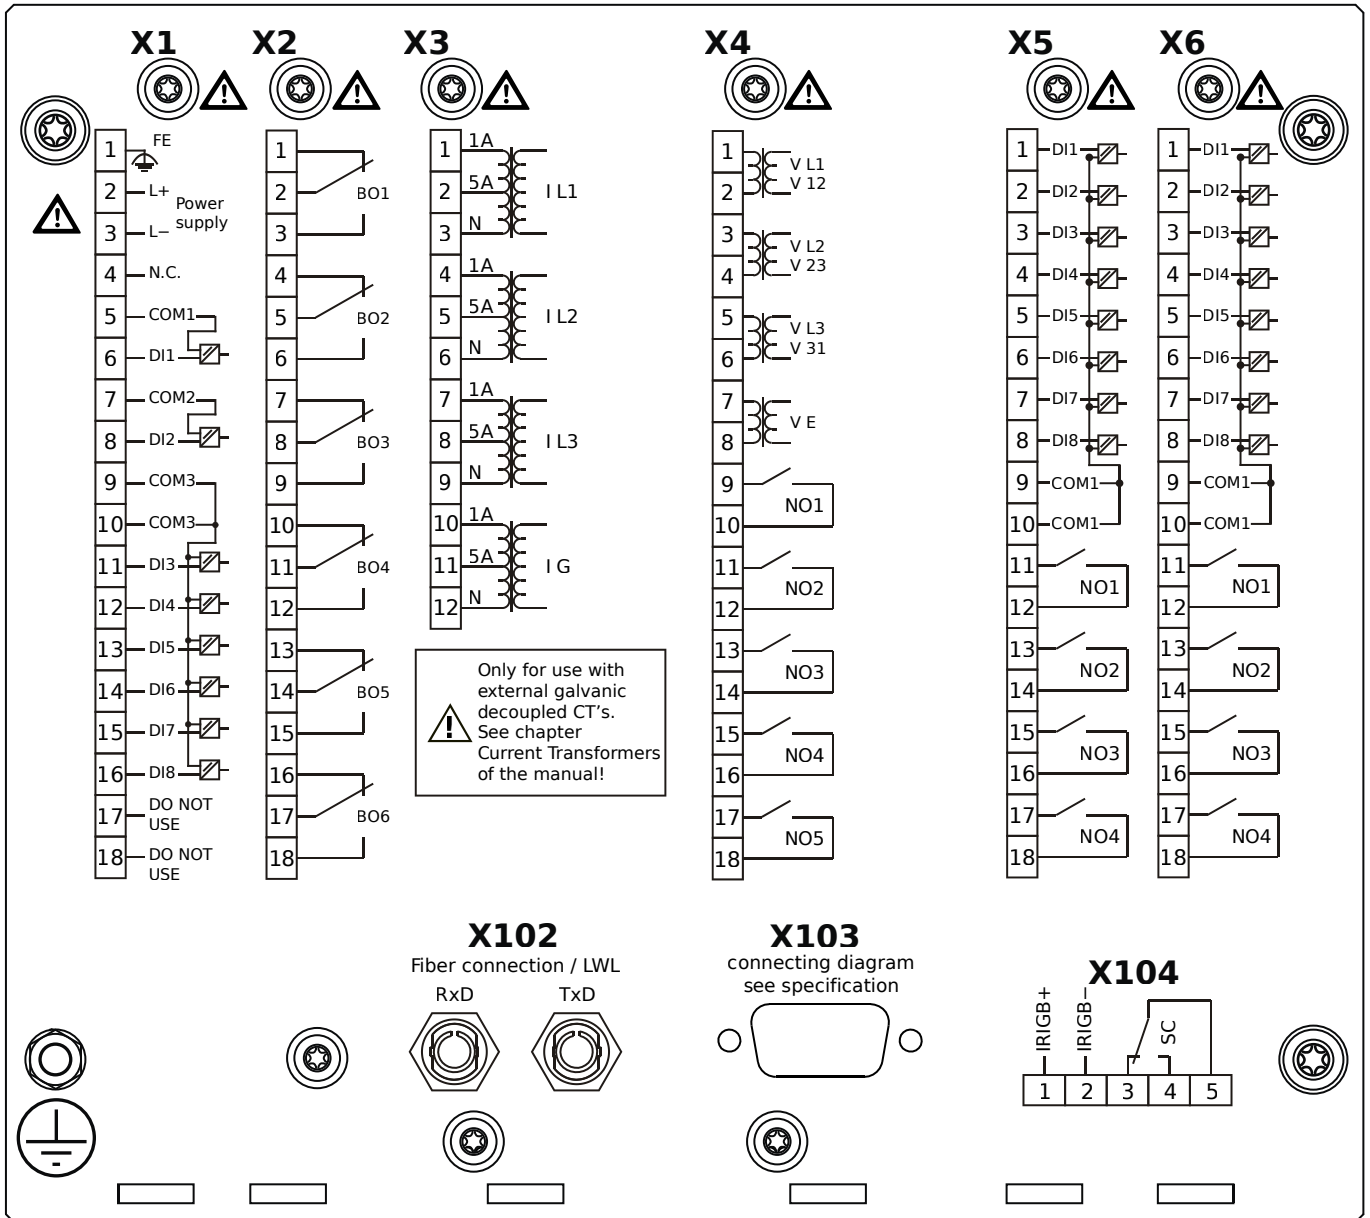 X1
X2
X3
X4
X5
X6
1
FE
2
L+
Power
supply
3
L−
4
N.C.
5
COM1
6
DI1
7
COM2
8
DI2
9
COM3
10
COM3
11
DI3
12
DI4
13
DI5
14
DI6
15
DI7
16
DI8
17
DO NOT
USE
18
DO NOT
USE
1
2
BO1
3
4
5
BO2
6
7
8
BO3
9
10
11
BO4
12
13
14
BO5
15
16
17
BO6
18
1
1A
2
5A
I L1
3
N
4
1A
5
5A
I L2
6
N
7
1A
8
5A
I L3
9
N
10
1A
11
5A
I G
12
N
Only for use with
external galvanic
decoupled CT's.
See chapter
Current Transformers
of the manual!
1
V L1
V 12
2
3
V L2
V 23
4
5
V L3
V 31
6
7
V E
8
9
NO1
10
11
NO2
12
13
NO3
14
15
NO4
16
17
NO5
18
1
DI1
2
DI2
3
DI3
4
DI4
5
DI5
6
DI6
7
DI7
8
DI8
9
COM1
10
COM1
11
NO1
12
13
NO2
14
15
NO3
16
17
NO4
18
1
DI1
2
DI2
3
DI3
4
DI4
5
DI5
6
DI6
7
DI7
8
DI8
9
COM1
10
COM1
11
NO1
12
13
NO2
14
15
NO3
16
17
NO4
18
X102
Fiber connection / LWL
RxD
TxD
X103
connecting diagram
see specification
X104
IRIGB+
IRIGB−
SC
1
2
3
4
5